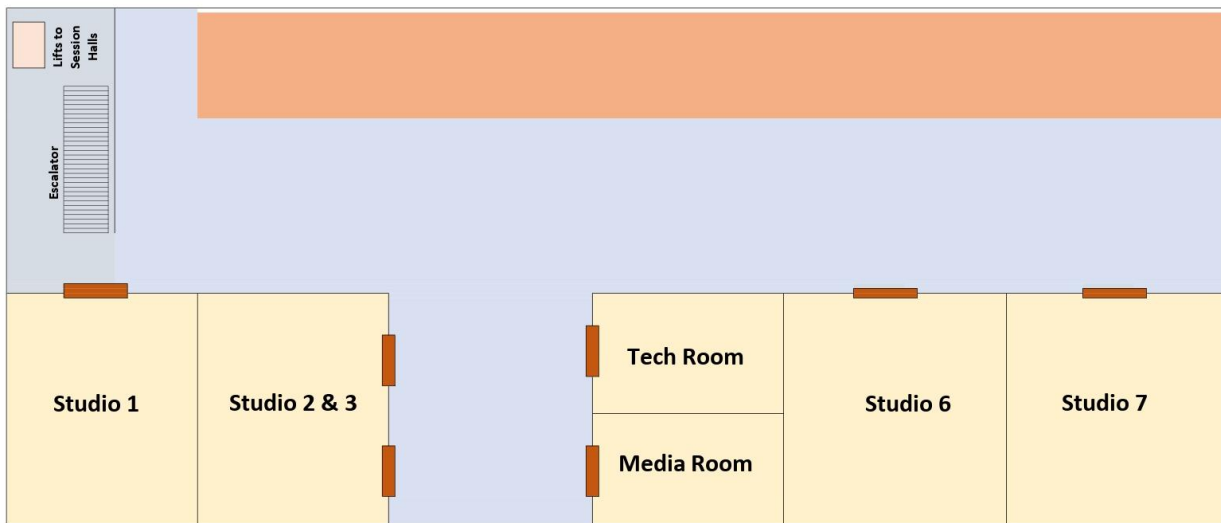 Lifts to
Session
Halls
Escalator
Studio 1
Studio 2 & 3
Tech Room
Media Room
Studio 6
Studio 7